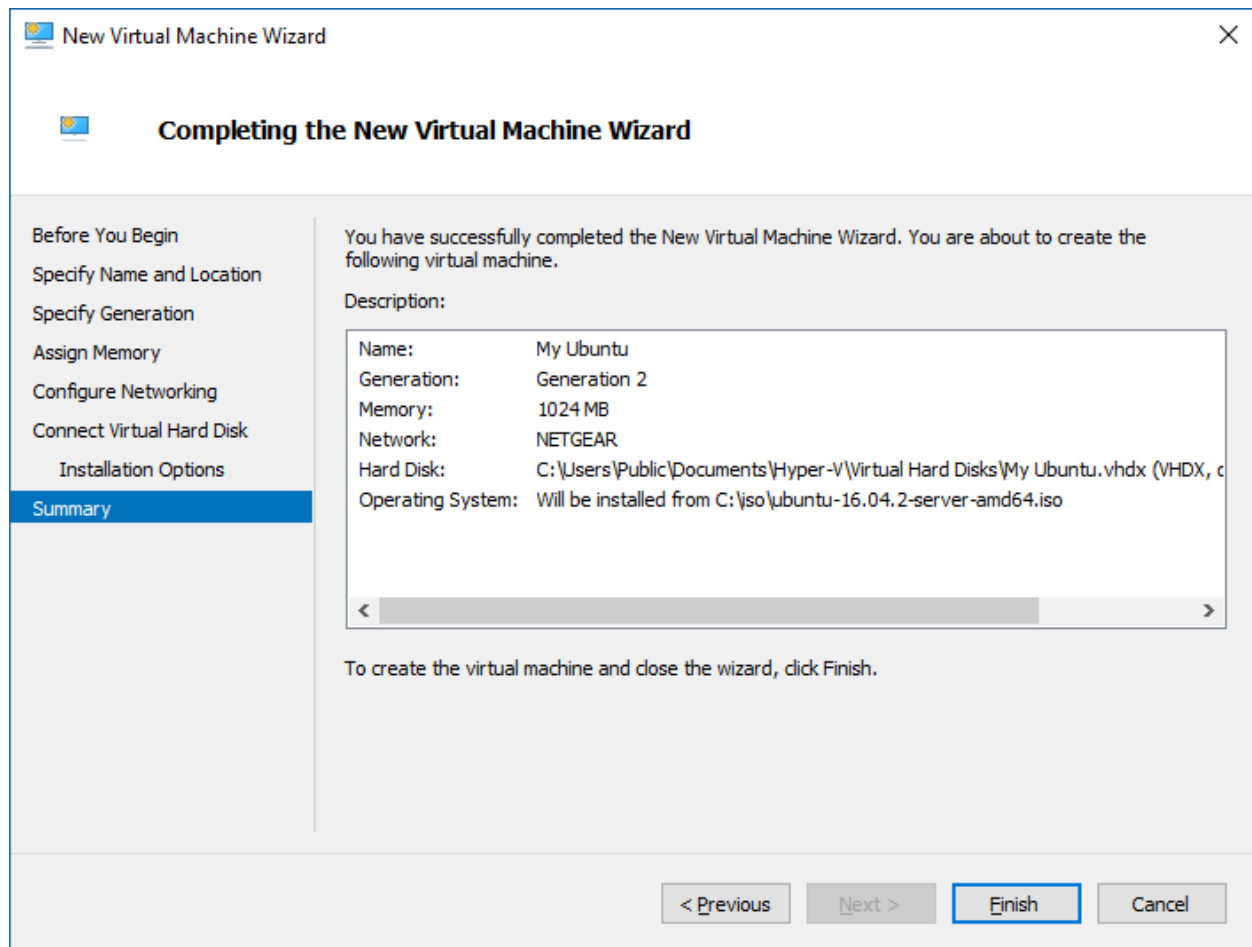 New Virtual Machine Wizard
Completing the New Virtual Machine Wizard
Before You Begin
Specify Name and Location
Specify Generation
Assign Memory
Configure Networking
Connect Virtual Hard Disk
Installation Options
Summary
You have successfully completed the New Virtual Machine Wizard. You are about to create the
following virtual machine.
Description:
Name: My Ubuntu
Generation: Generation 2
Memory: 1024 MB
Network: NETGEAR
Hard Disk: C:\Users\Public\Documents\Hyper-V\Virtual Hard Disks\My Ubuntu.vhdx (VHDX,
Operating System: Will be installed from C:\iso\ubuntu-16.04.2-server-amd64.iso
To create the virtual machine and close the wizard, click Finish.
< Previous
Next >
Finish
Cancel